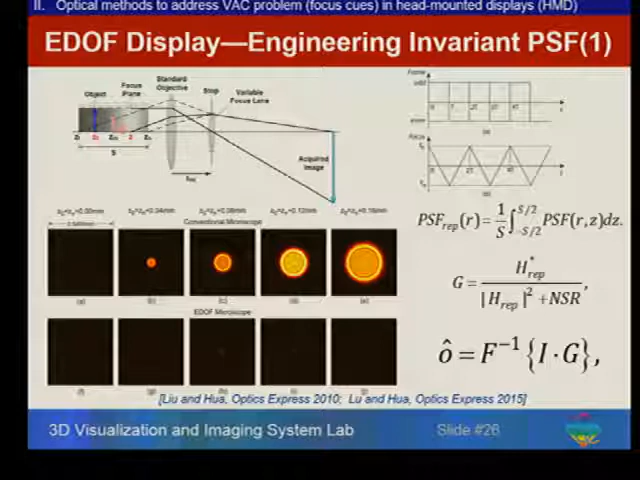 II. Optical methods to address VAC problem (focus cues) in head-mounted displays (HMD)
EDOF Display—Engineering Invariant PSF(1)
Standard Objective
Stop
Variable Focus Lens
Object
Focus Plane
S
Acquired Image
Conventional Microscope
(a) (b) (c) (d) (e)
EDOF Microscope
PSF_rep(r) = 1/S ∫_{-S/2}^{S/2} PSF(r,z)dz.
G = H*_rep / (|H_rep|² + NSR),
ô = F⁻¹ {I · G},
[Liu and Hua, Optics Express 2010; Lu and Hua, Optics Express 2015]
3D Visualization and Imaging System Lab
Slide #26